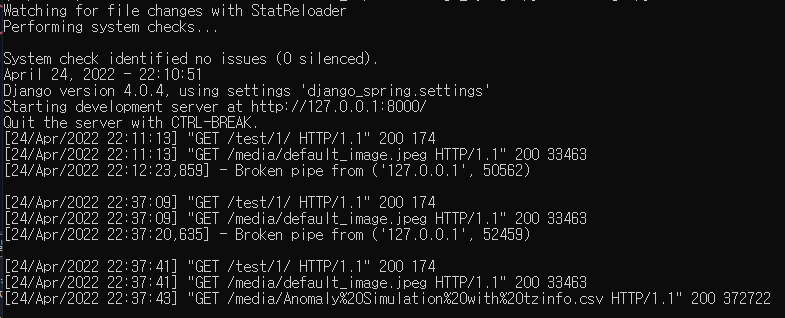 Watching for file changes with StatReloader
Performing system checks...
System check identified no issues (0 silenced).
April 24, 2022 - 22:10:51
Django version 4.0.4, using settings 'django_spring.settings'
Starting development server at http://127.0.0.1:8000/
Quit the server with CTRL-BREAK.
[24/Apr/2022 22:11:13] "GET /test/1/ HTTP/1.1" 200 174
[24/Apr/2022 22:11:13] "GET /media/default_image.jpeg HTTP/1.1" 200 33463
[24/Apr/2022 22:12:23,859] - Broken pipe from ('127.0.0.1', 50562)
[24/Apr/2022 22:37:09] "GET /test/1/ HTTP/1.1" 200 174
[24/Apr/2022 22:37:09] "GET /media/default_image.jpeg HTTP/1.1" 200 33463
[24/Apr/2022 22:37:20,635] - Broken pipe from ('127.0.0.1', 52459)
[24/Apr/2022 22:37:41] "GET /test/1/ HTTP/1.1" 200 174
[24/Apr/2022 22:37:41] "GET /media/default_image.jpeg HTTP/1.1" 200 33463
[24/Apr/2022 22:37:43] "GET /media/Anomaly%20Simulation%20with%20tzinfo.csv HTTP/1.1" 200 372722